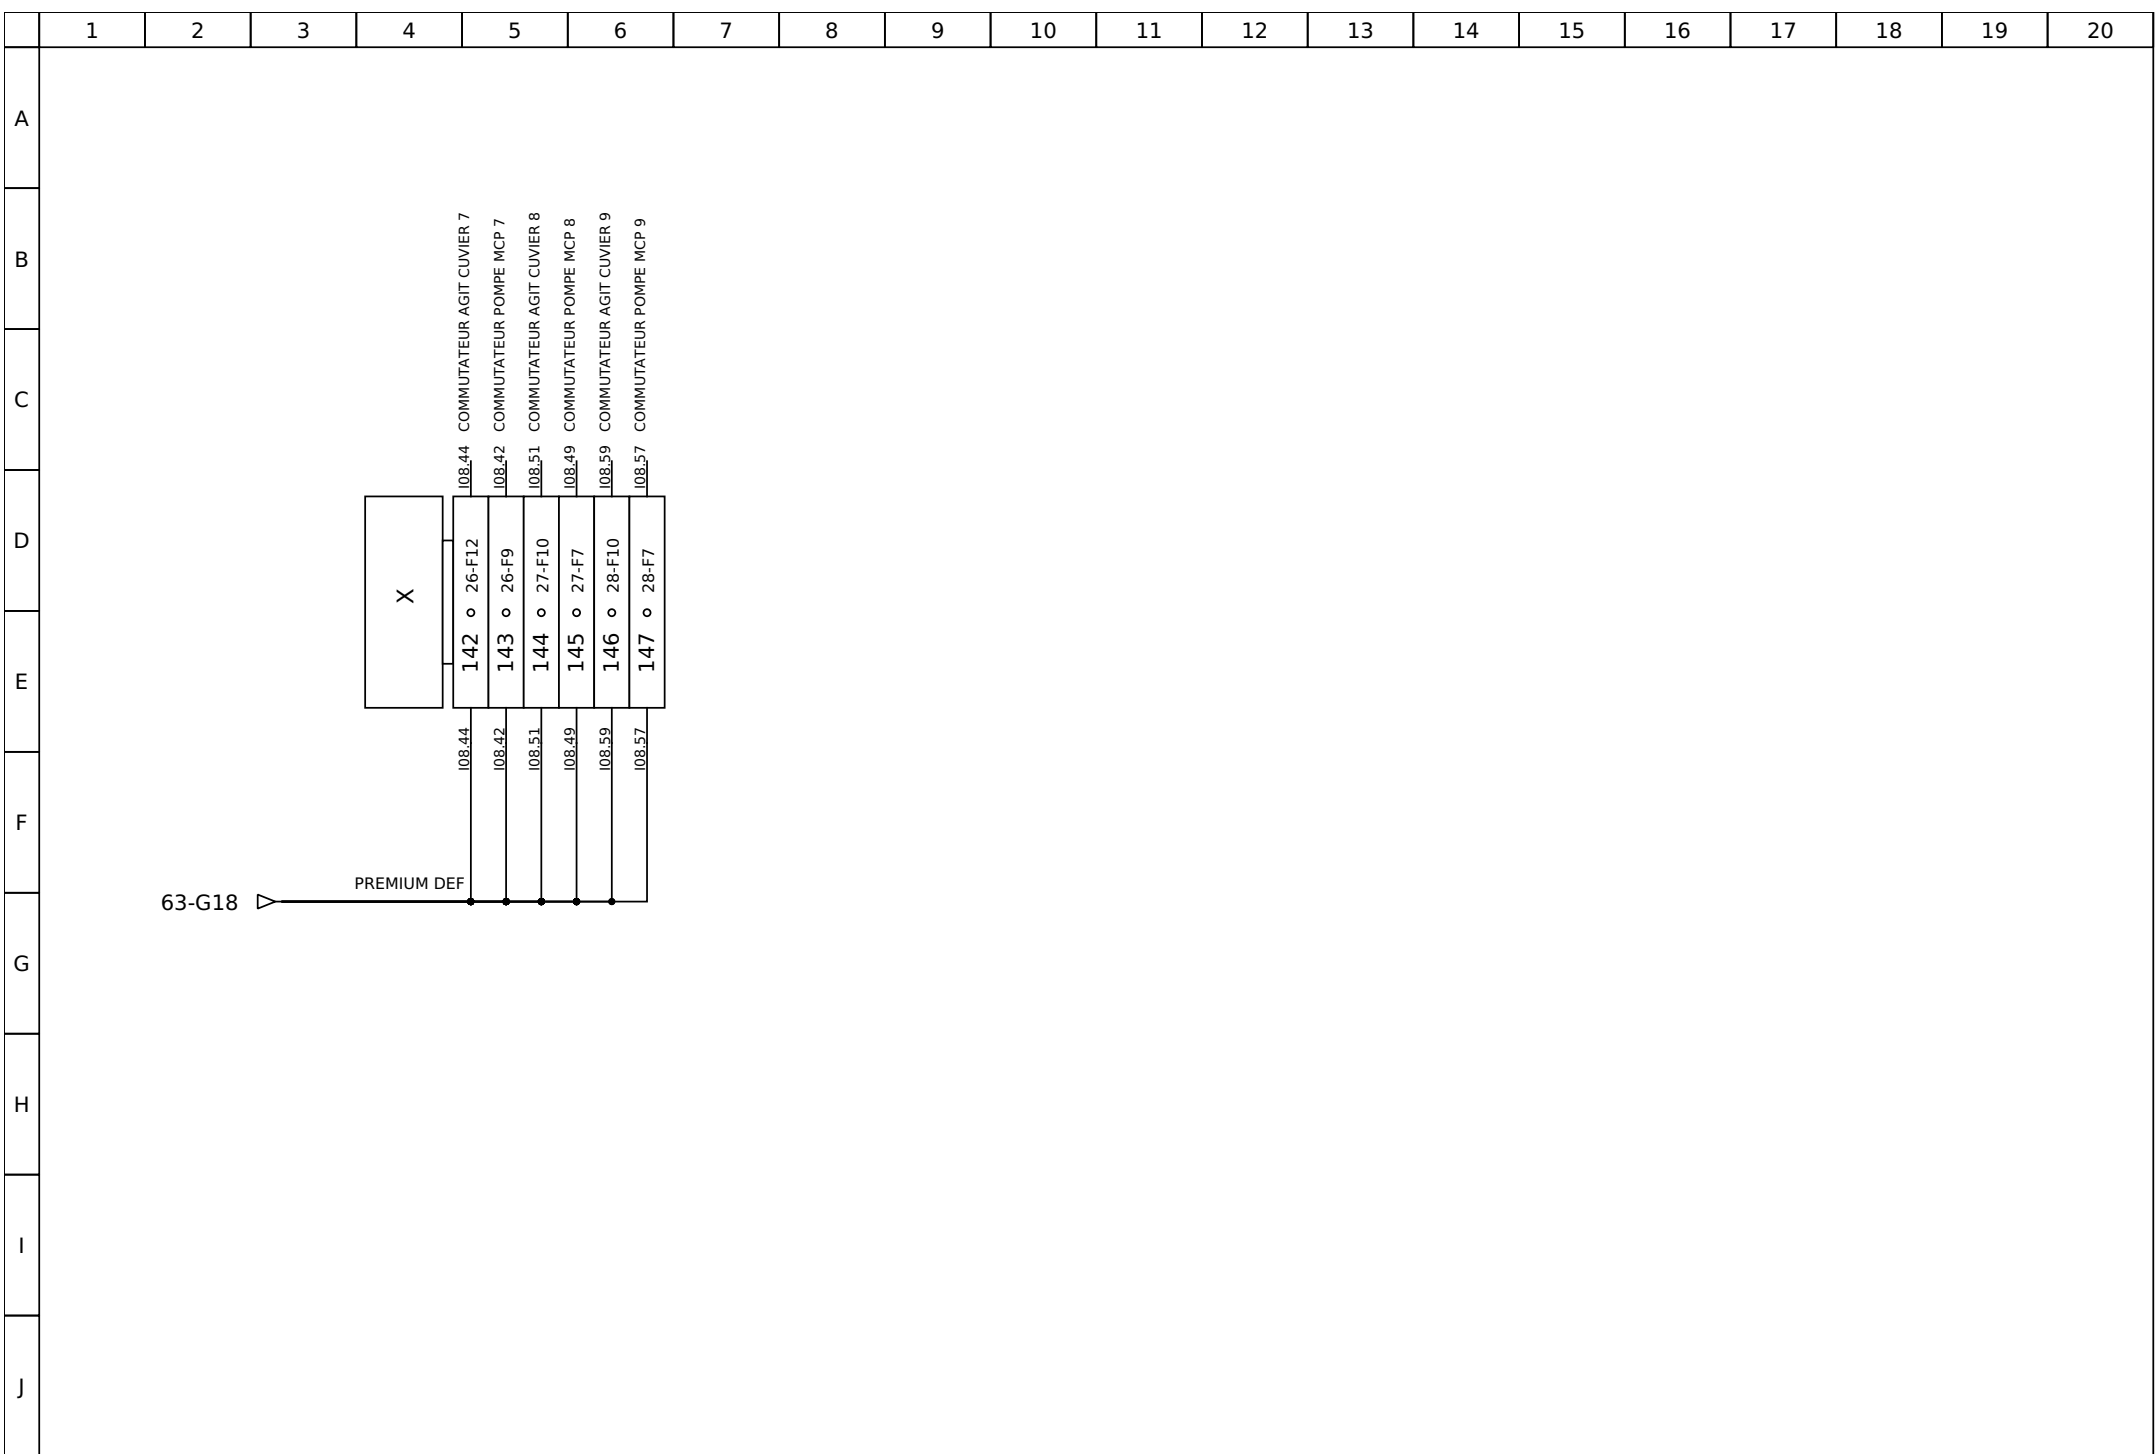 1 2 3 4 5 6 7 8 9 10 11 12 13 14 15 16 17 18 19 20
A
B
C
D
E
F
G
H
I
J
I08.44 COMMUTATEUR AGIT CUVIER 7
I08.42 COMMUTATEUR POMPE MCP 7
I08.51 COMMUTATEUR AGIT CUVIER 8
I08.49 COMMUTATEUR POMPE MCP 8
I08.59 COMMUTATEUR AGIT CUVIER 9
I08.57 COMMUTATEUR POMPE MCP 9
X
142 26-F12
143 26-F9
144 27-F10
145 27-F7
146 28-F10
147 28-F7
I08.44
I08.42
I08.51
I08.49
I08.59
I08.57
PREMIUM DEF
63-G18